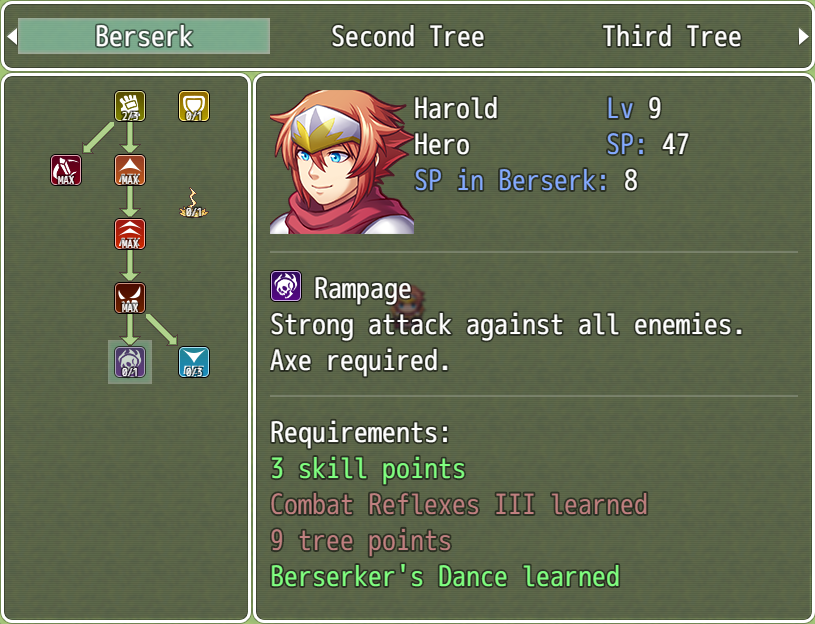 Berserk Second Tree Third Tree
2/3 0/1
MAX MAX
0/1
MAX
MAX
0/1 0/3
Harold Lv 9
Hero SP: 47
SP in Berserk: 8
Rampage
Strong attack against all enemies.
Axe required.
Requirements:
3 skill points
Combat Reflexes III learned
9 tree points
Berserker's Dance learned